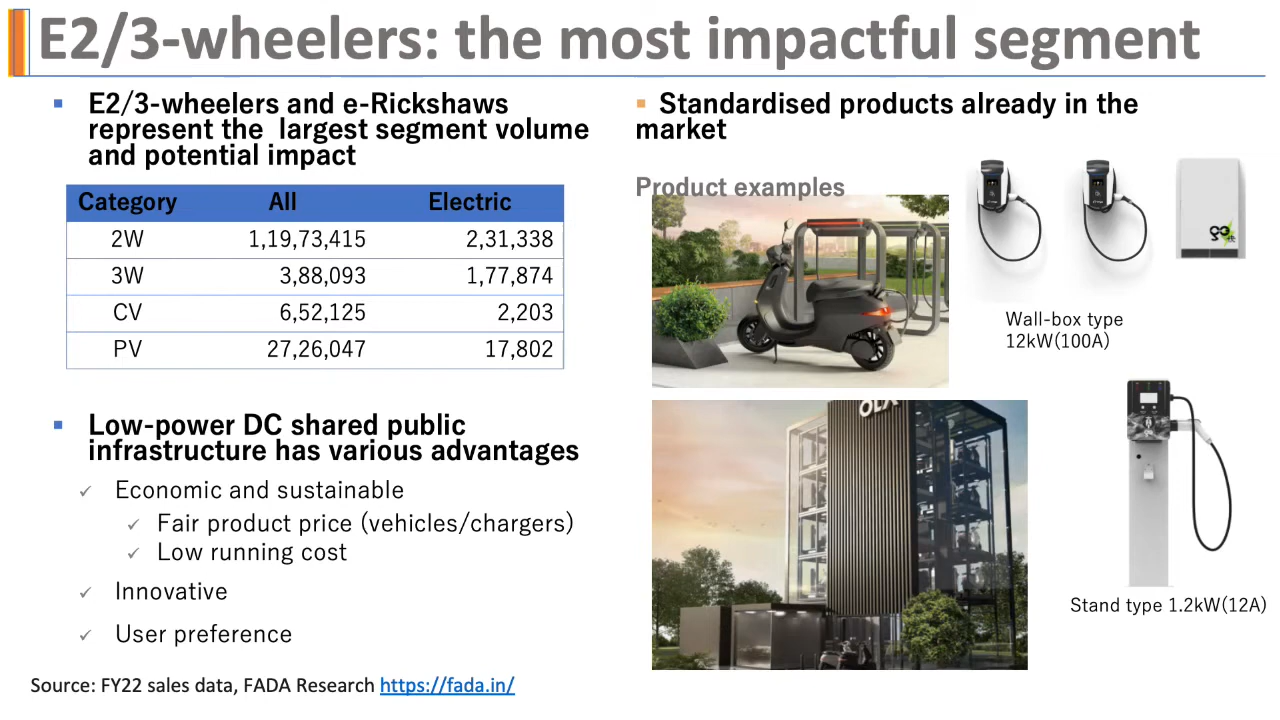 E2/3-wheelers: the most impactful segment
E2/3-wheelers and e-Rickshaws
represent the largest segment volume
and potential impact
Category All Electric
2W 1,19,73,415 2,31,338
3W 3,88,093 1,77,874
CV 6,52,125 2,203
PV 27,26,047 17,802
Low-power DC shared public
infrastructure has various advantages
Economic and sustainable
Fair product price (vehicles/chargers)
Low running cost
Innovative
User preference
Source: FY22 sales data, FADA Research https://fada.in/
Standardised products already in the
market
Product examples
Wall-box type
12kW(100A)
Stand type 1.2kW(12A)